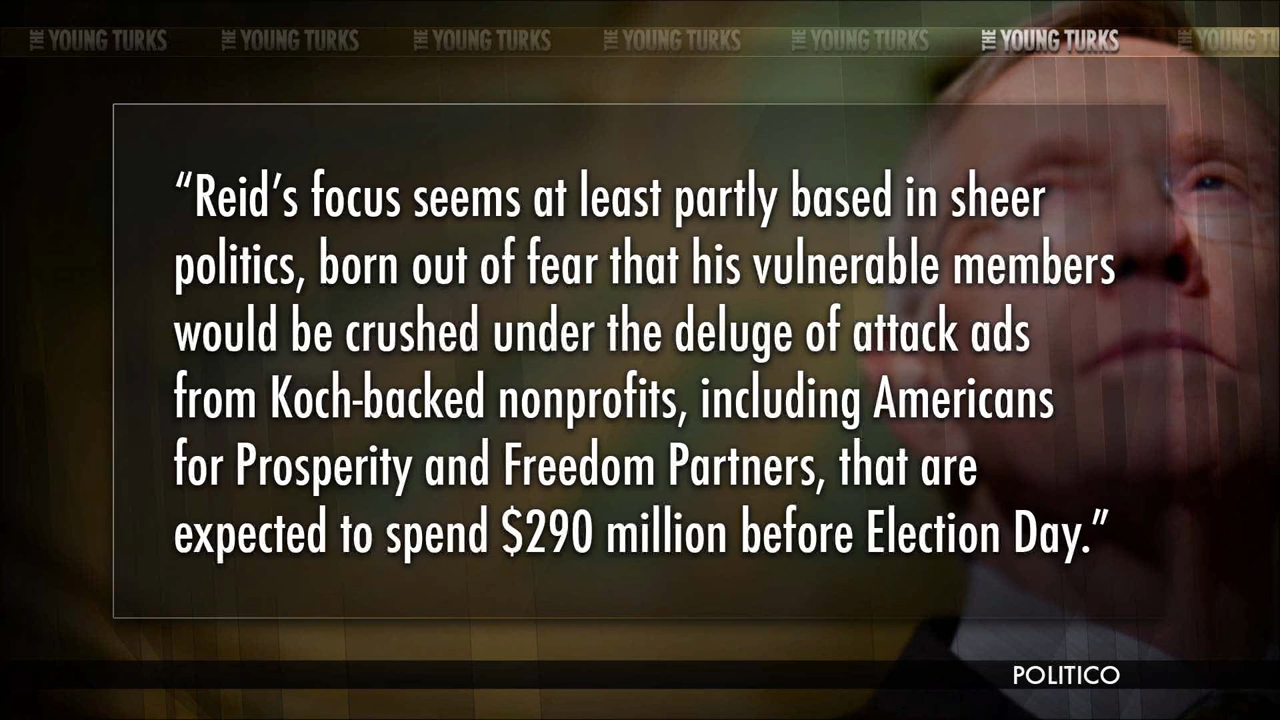 THE YOUNG TURKS THE YOUNG TURKS THE YOUNG TURKS THE YOUNG TURKS THE YOUNG TURKS THE YOUNG TURKS THE YOUNG TU
“Reid’s focus seems at least partly based in sheer
politics, born out of fear that his vulnerable members
would be crushed under the deluge of attack ads
from Koch-backed nonprofits, including Americans
for Prosperity and Freedom Partners, that are
expected to spend $290 million before Election Day.”
POLITICO